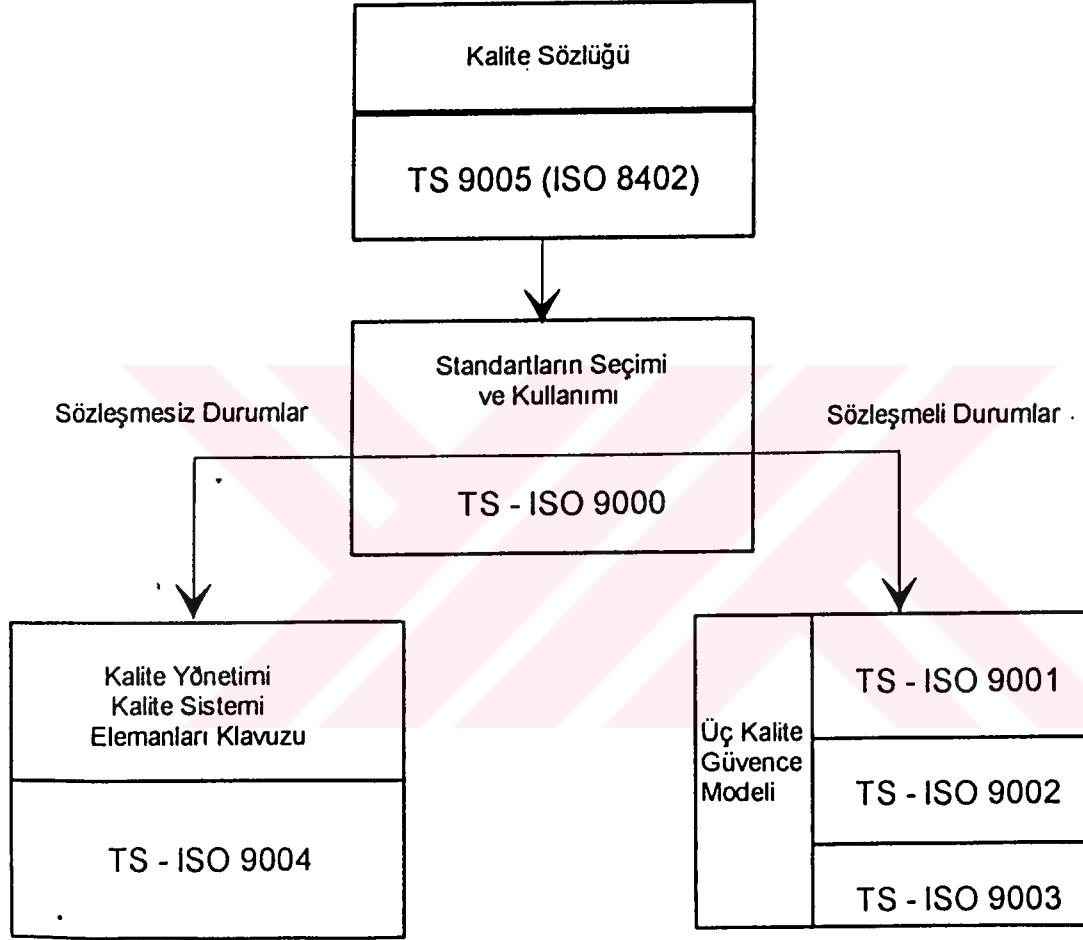 Kalite Sözlüğü
TS 9005 (ISO 8402)
Standartların Seçimi
ve Kullanımı
Sözleşmesiz Durumlar
Sözleşmeli Durumlar
TS - ISO 9000
Kalite Yönetimi
Kalite Sistemi
Elemanları Klavuzu
TS - ISO 9004
Üç Kalite
Güvence
Modeli
TS - ISO 9001
TS - ISO 9002
TS - ISO 9003